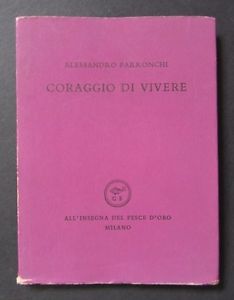 ALESSANDRO PARRONCHI
CORAGGIO DI VIVERE
ALL'INSEGNA DEL PESCE D'ORO
MILANO